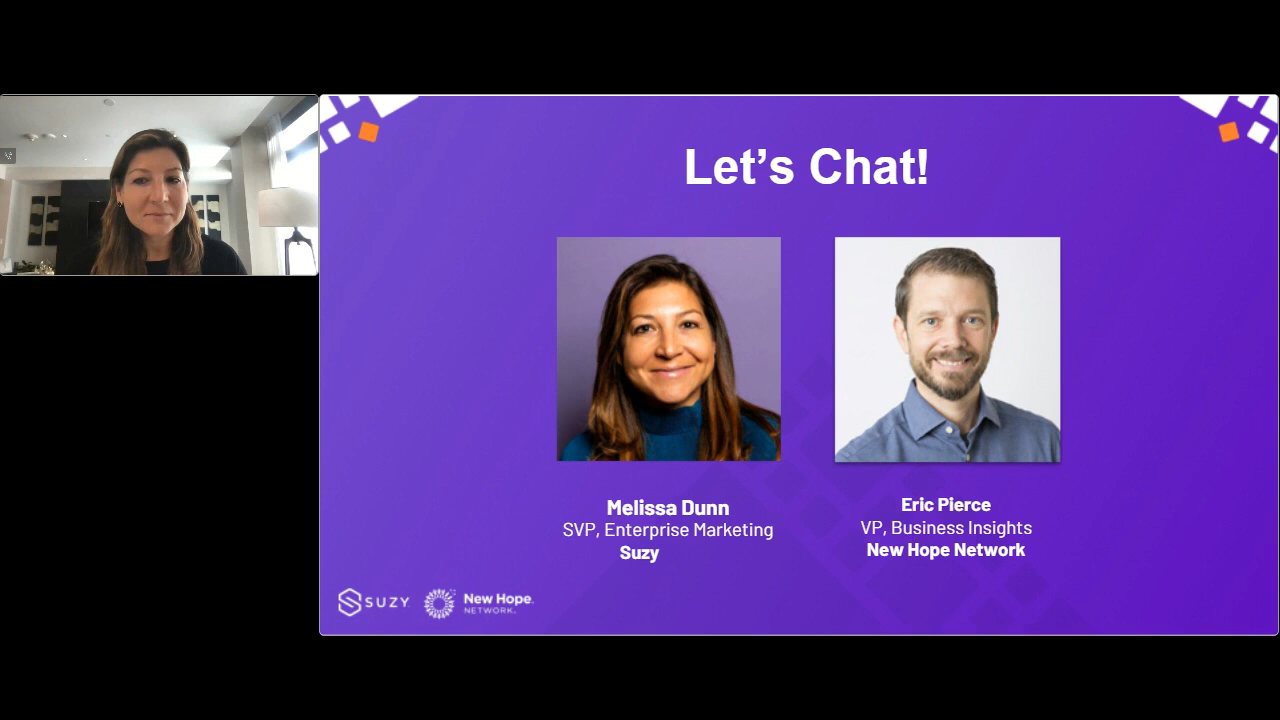 Let's Chat!
Melissa Dunn
SVP, Enterprise Marketing
Suzy
Eric Pierce
VP, Business Insights
New Hope Network
SUZY
New Hope
NETWORK